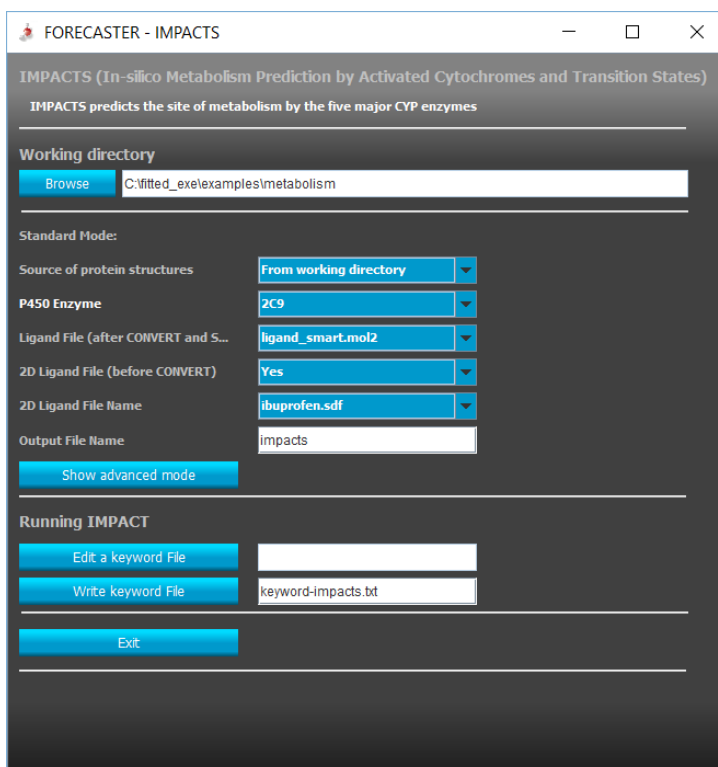 FORECASTER - IMPACTS
IMPACTS (In-silico Metabolism Prediction by Activated Cytochromes and Transition States)
IMPACTS predicts the site of metabolism by the five major CYP enzymes
Working directory
Browse C:\fitted_exe\examples\metabolism
Standard Mode:
Source of protein structures From working directory
P450 Enzyme 2C9
Ligand File (after CONVERT and S... ligand_smart.mol2
2D Ligand File (before CONVERT) Yes
2D Ligand File Name ibuprofen.sdf
Output File Name impacts
Show advanced mode
Running IMPACT
Edit a keyword File
Write keyword File keyword-impacts.txt
Exit